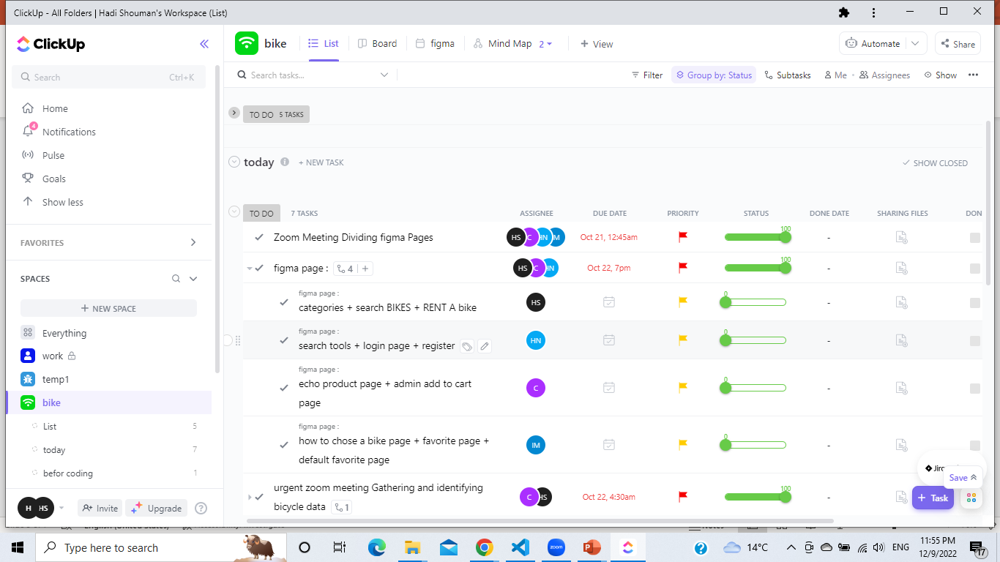 ClickUp - All Folders | Hadi Shouman's Workspace (List)
ClickUp
Search
Ctrl+K
Home
4
Notifications
Pulse
Goals
Show less
FAVORITES
SPACES
+ NEW SPACE
Everything
work
temp1
bike
List 5
today 7
befor coding 1
H HS
Invite
Upgrade
bike
List
Board
figma
Mind Map
2
+ View
Automate
Share
Search tasks...
Filter
Group by: Status
Subtasks
Me
Assignees
Show
TO DO 5 TASKS
today
+ NEW TASK
SHOW CLOSED
TO DO 7 TASKS ASSIGNEE DUE DATE PRIORITY STATUS DONE DATE SHARING FILES DON
Zoom Meeting Dividing figma Pages HS C HN IM Oct 21, 12:45am 100 -
figma page : 4 + HS C HN Oct 22, 7pm 100 -
figma page :
categories + search BIKES + RENT A bike HS 0 -
figma page :
search tools + login page + register HN 0 -
figma page :
echo product page + admin add to cart
page
C 0 -
figma page :
how to chose a bike page + favorite page +
default favorite page
IM 0 -
urgent zoom meeting Gathering and identifying
bicycle data 1
C HS Oct 22, 4:30am 100 -
Save
+ Task
English (United States)
Notes
Type here to search
zoom
14°C
ENG
11:55 PM
12/9/2022
17